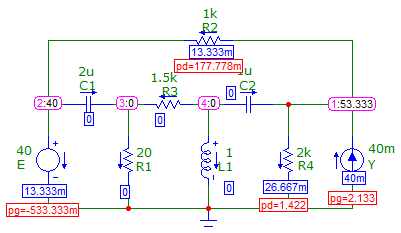 1k
R2
13.333m
pd=177.778m
2u
C1
1.5k
R3
1u
C2
2:40
3:0
4:0
0
1:53.333
0
0
40
E
20
R1
1
L1
2k
R4
40m
Y
13.333m
0
0
26.667m
40m
pg=-533.333m
pd=1.422
pg=2.133